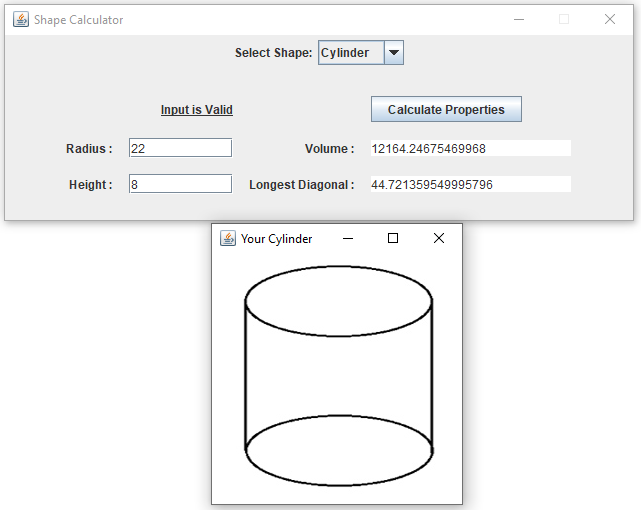 Shape Calculator
Select Shape: Cylinder
Input is Valid
Calculate Properties
Radius : 22 Volume : 12164.24675469968
Height : 8 Longest Diagonal : 44.721359549995796
Your Cylinder